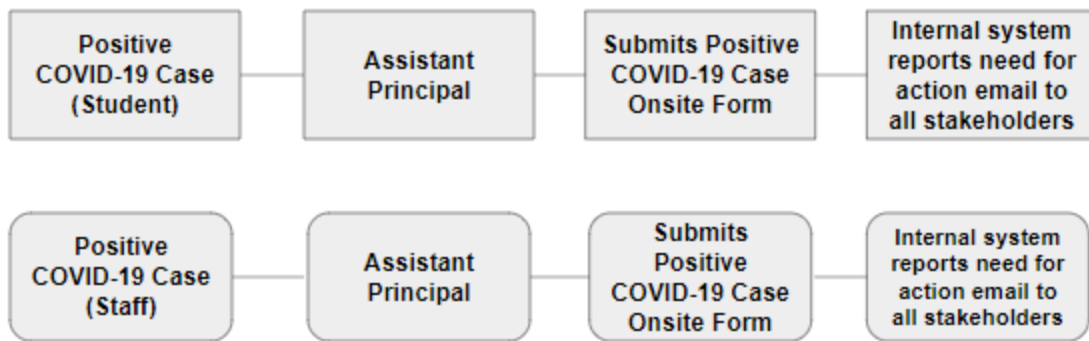 Positive
COVID-19 Case
(Student)
Assistant
Principal
Submits Positive
COVID-19 Case
Onsite Form
Internal system
reports need for
action email to
all stakeholders
Positive
COVID-19 Case
(Staff)
Assistant
Principal
Submits
Positive
COVID-19 Case
Onsite Form
Internal system
reports need for
action email to
all stakeholders